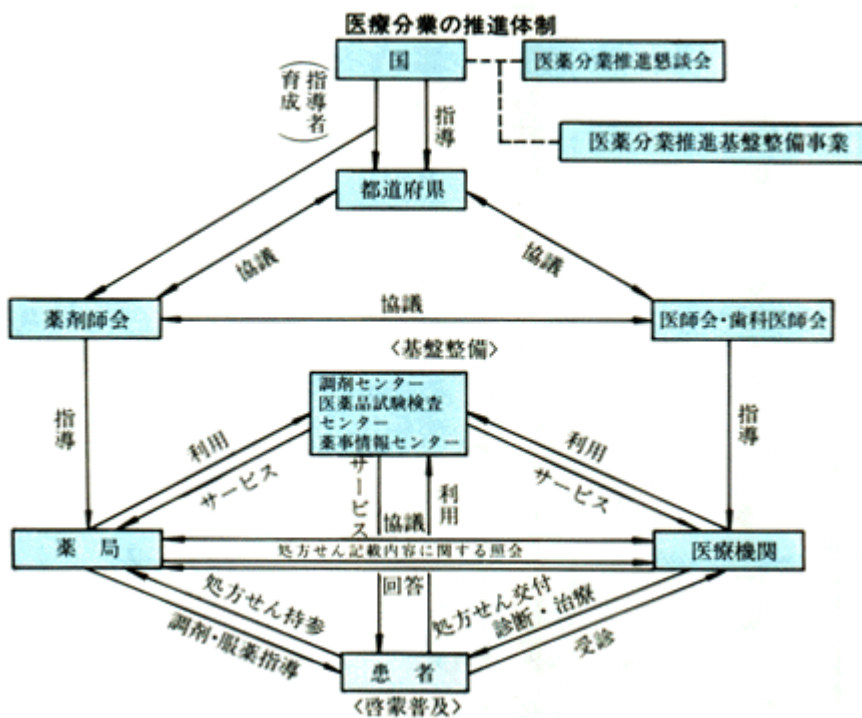 医療分業の推進体制
国
医薬分業推進懇談会
(指導者
育成)
指導
医薬分業推進基盤整備事業
都道府県
協議
協議
薬剤師会
協議
医師会・歯科医師会
〈基盤整備〉
調剤センター
医薬品試験検査
センター
薬事情報センター
指導
利用
サービス
サービス
利用
利用
サービス
指導
薬局
協議
処方せん記載内容に関する照会
回答
医療機関
処方せん持参
調剤・服薬指導
処方せん交付
診断・治療
受診
患者
〈啓蒙普及〉